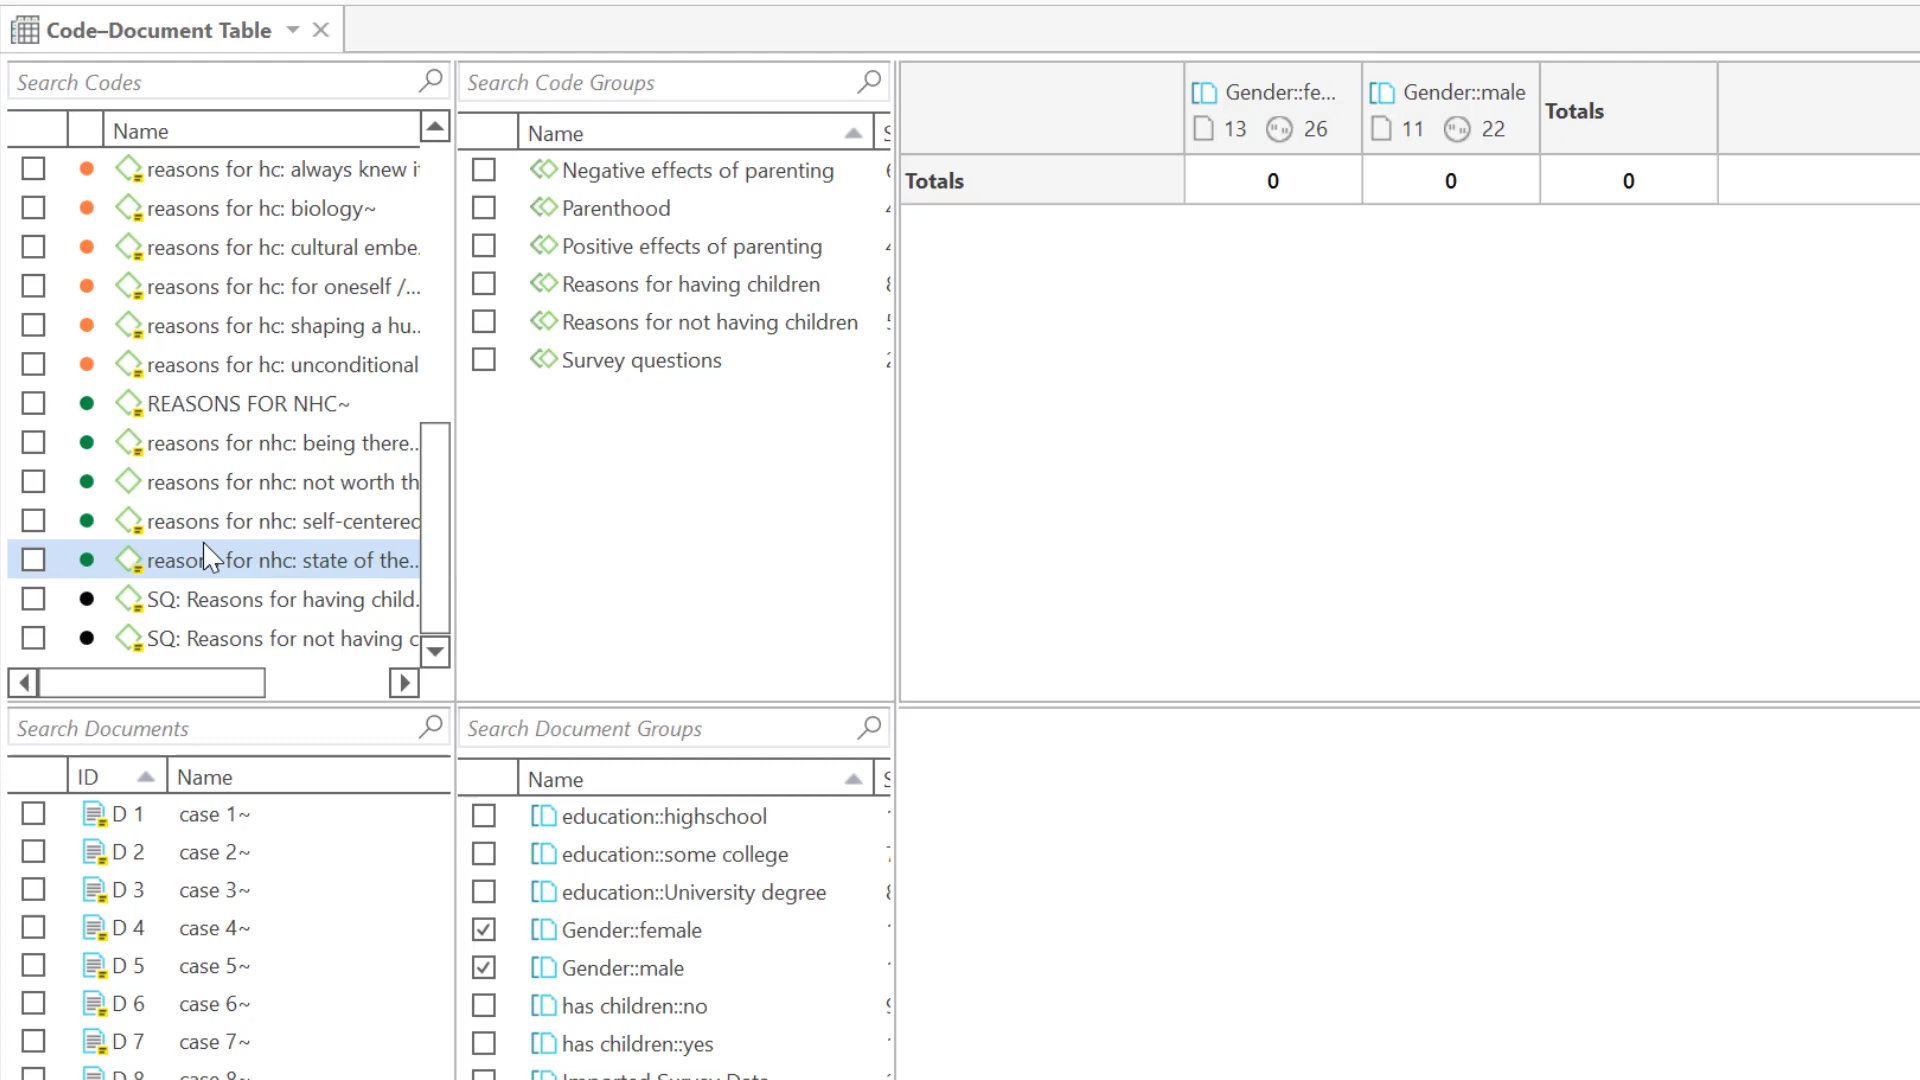 Code–Document Table
Search Codes
Name
reasons for hc: always knew i
reasons for hc: biology~
reasons for hc: cultural embe.
reasons for hc: for oneself /...
reasons for hc: shaping a hu..
reasons for hc: unconditional
REASONS FOR NHC~
reasons for nhc: being there..
reasons for nhc: not worth th
reasons for nhc: self-centered
reasons for nhc: state of the..
SQ: Reasons for having child.
SQ: Reasons for not having c
Search Code Groups
Name
Negative effects of parenting
Parenthood
Positive effects of parenting
Reasons for having children
Reasons for not having children
Survey questions
Gender::fe...
13 26
Gender::male
11 22
Totals
Totals 0 0 0
Search Documents
ID Name
D 1 case 1~
D 2 case 2~
D 3 case 3~
D 4 case 4~
D 5 case 5~
D 6 case 6~
D 7 case 7~
D 8 case 8~
Search Document Groups
Name
education::highschool
education::some college
education::University degree
Gender::female
Gender::male
has children::no
has children::yes
Imported Survey Data